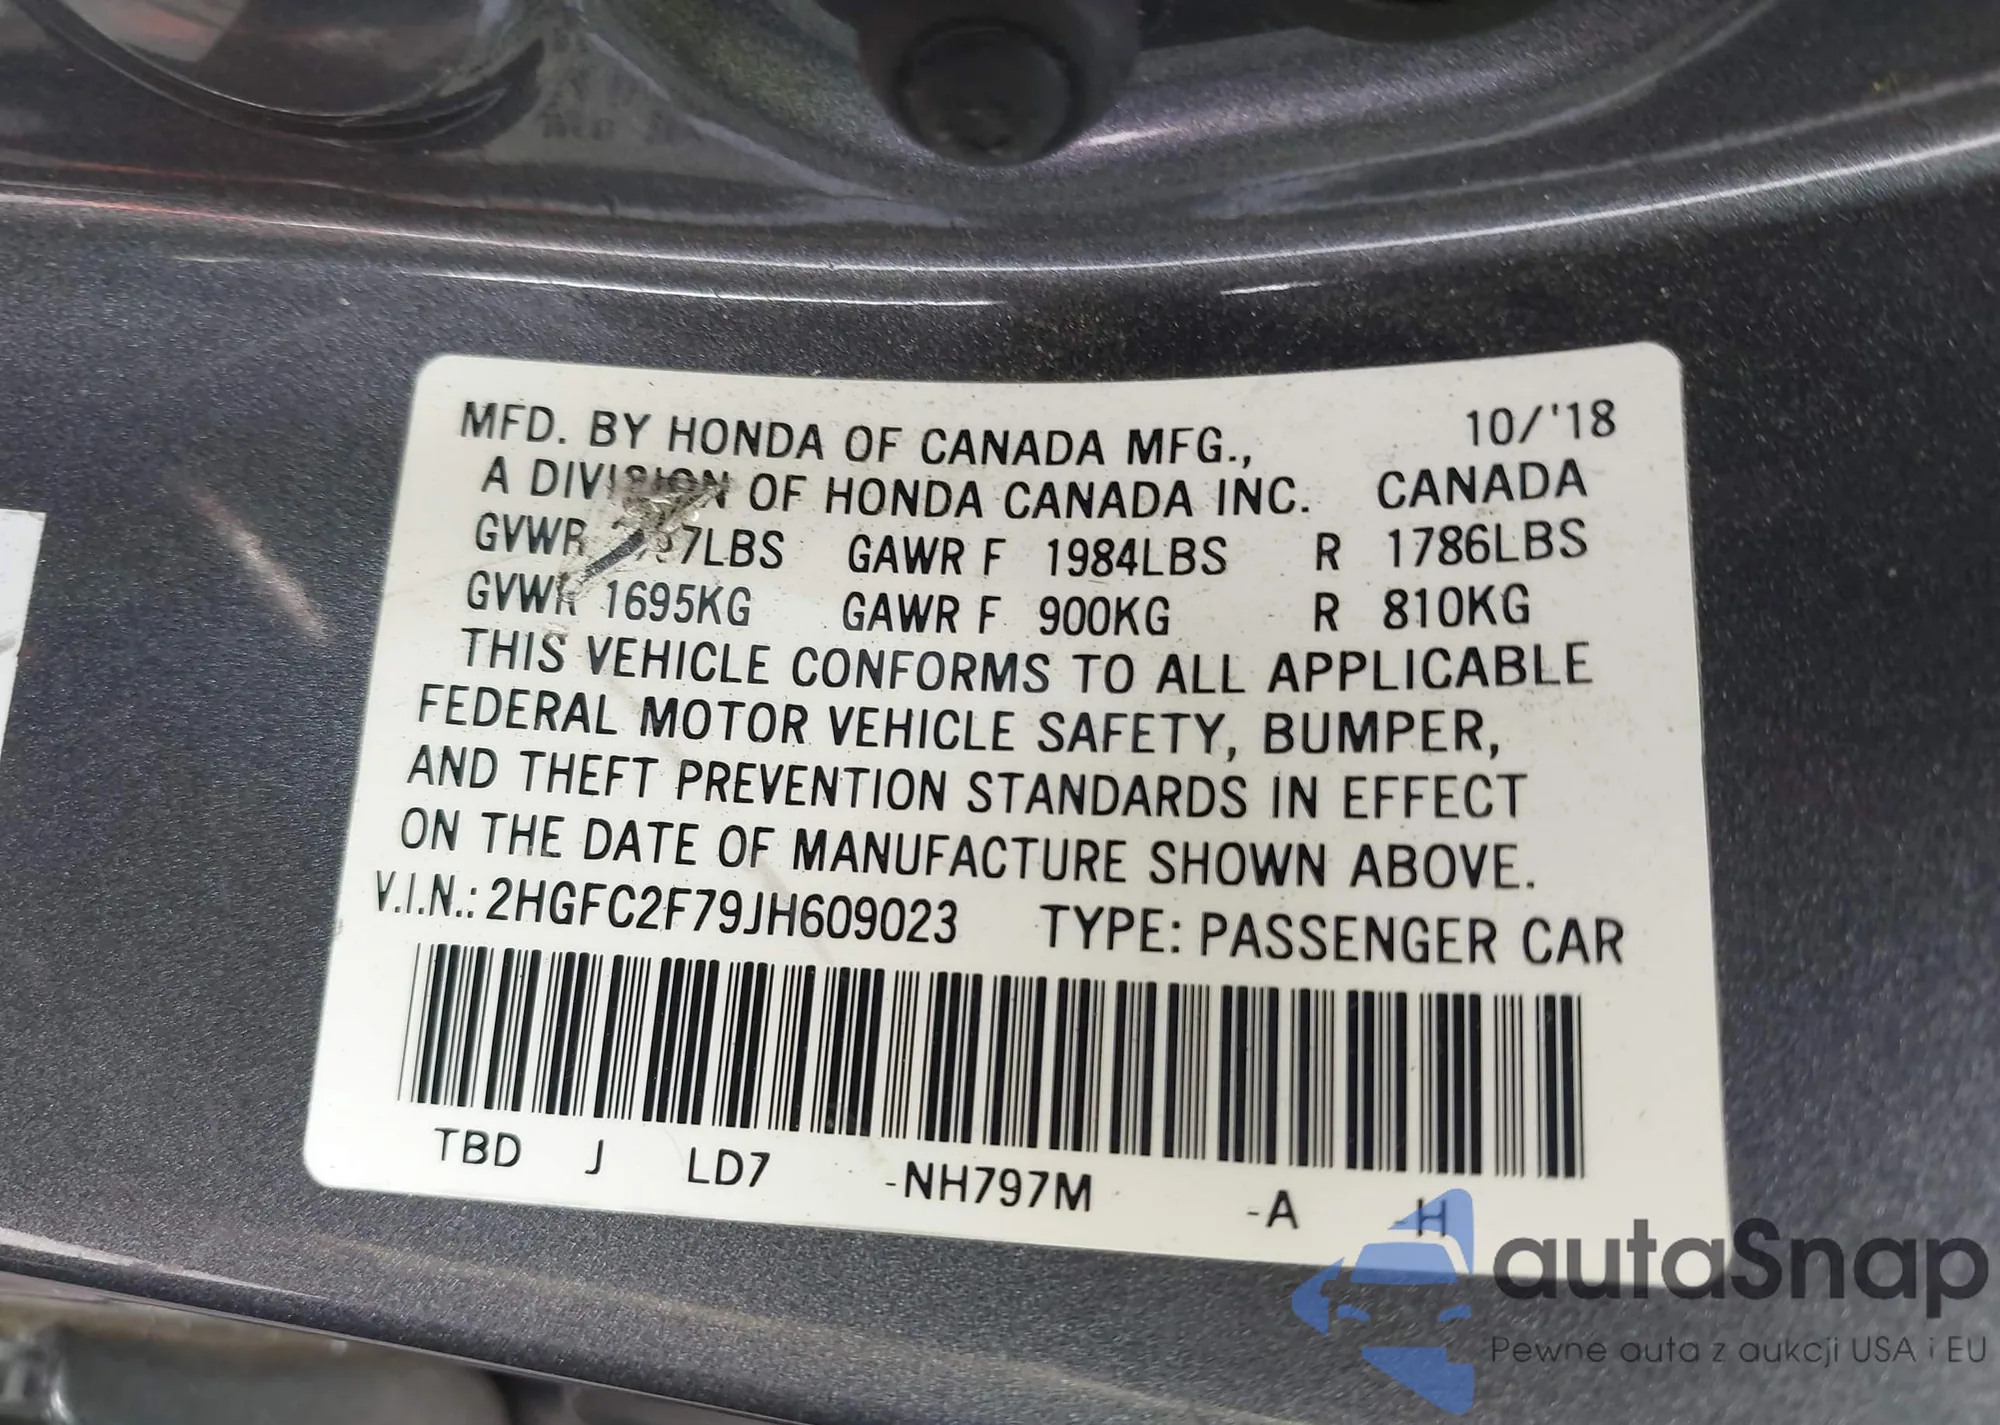 MFD. BY HONDA OF CANADA MFG., 10/'18
A DIVISION OF HONDA CANADA INC. CANADA
GVWR GAWR F 1984LBS R 1786LBS
GVWR 1695KG GAWR F 900KG R 810KG
THIS VEHICLE CONFORMS TO ALL APPLICABLE
FEDERAL MOTOR VEHICLE SAFETY, BUMPER,
AND THEFT PREVENTION STANDARDS IN EFFECT
ON THE DATE OF MANUFACTURE SHOWN ABOVE.
V.I.N.: 2HGFC2F79JH609023 TYPE: PASSENGER CAR
TBD J LD7 -NH797M -A -H
autaSnap
Pewne auta z aukcji USA i EU